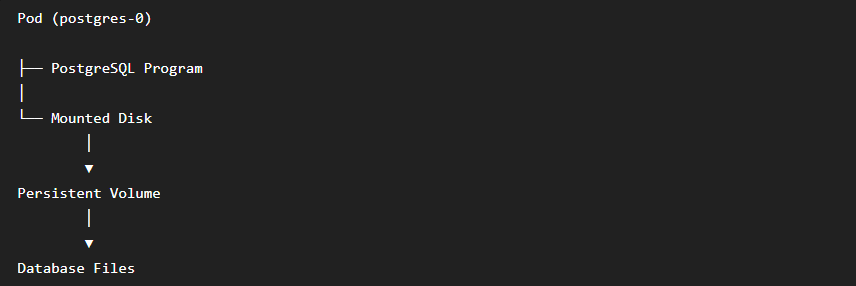 Pod (postgres-0)
├── PostgreSQL Program
│
└── Mounted Disk
        │
        ▼
Persistent Volume
        │
        ▼
Database Files